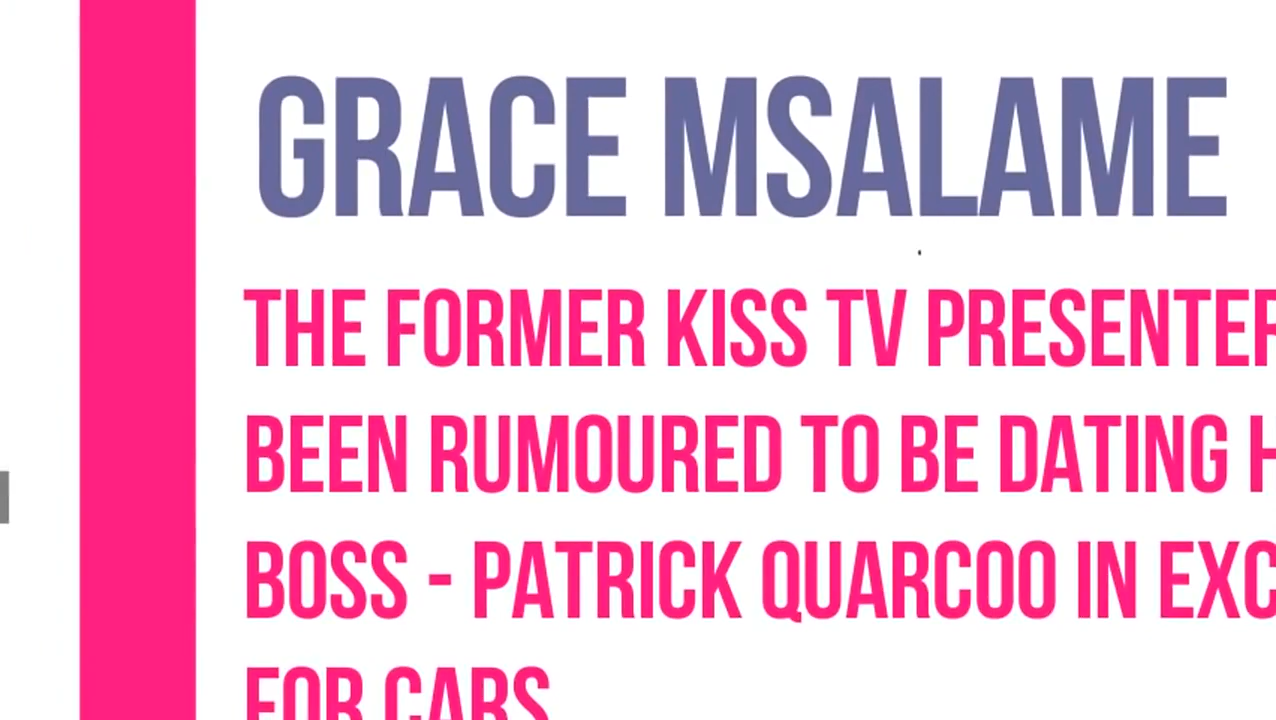 GRACE MSALAME
THE FORMER KISS TV PRESENTER
BEEN RUMOURED TO BE DATING
BOSS - PATRICK QUARCOO IN
FOR CARS